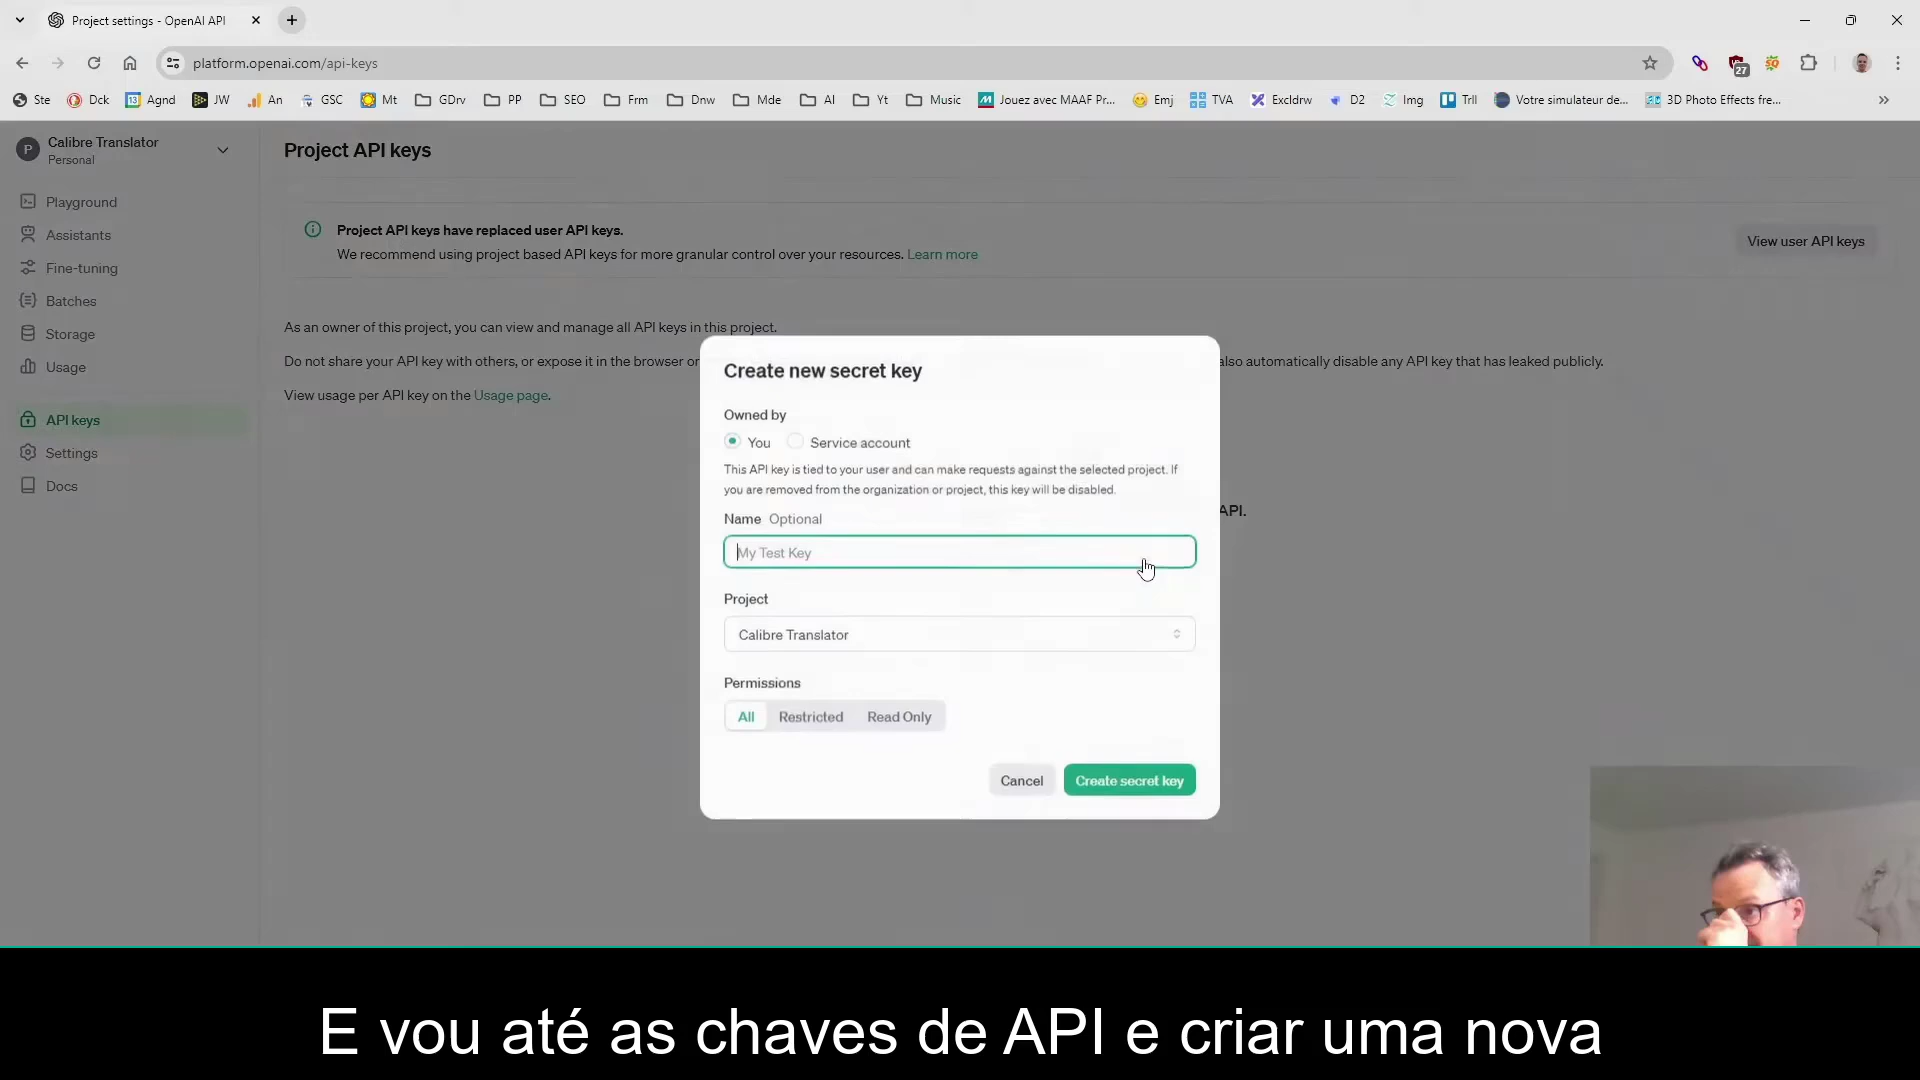 Project settings - OpenAI API
platform.openai.com/api-keys
27
Ste
Dck
13
Agnd
JW
An
GSC
Mt
GDrv
PP
SEO
Frm
Dnw
Mde
AI
Yt
Music
Jouez avec MAAF Pr...
Emj
TVA
Excldrw
D2
Img
Trll
Votre simulateur de...
3D Photo Effects fre...
P
Calibre Translator
Personal
Playground
Assistants
Fine-tuning
Batches
Storage
Usage
API keys
Settings
Docs
Project API keys
Project API keys have replaced user API keys.
We recommend using project based API keys for more granular control over your resources. Learn more
View user API keys
As an owner of this project, you can view and manage all API keys in this project.
Do not share your API key with others, or expose it in the browser or
also automatically disable any API key that has leaked publicly.
View usage per API key on the Usage page.
API.
Create new secret key
Owned by
You
Service account
This API key is tied to your user and can make requests against the selected project. If
you are removed from the organization or project, this key will be disabled.
Name Optional
My Test Key
Project
Calibre Translator
Permissions
All
Restricted
Read Only
Cancel
Create secret key
E vou até as chaves de API e criar uma nova